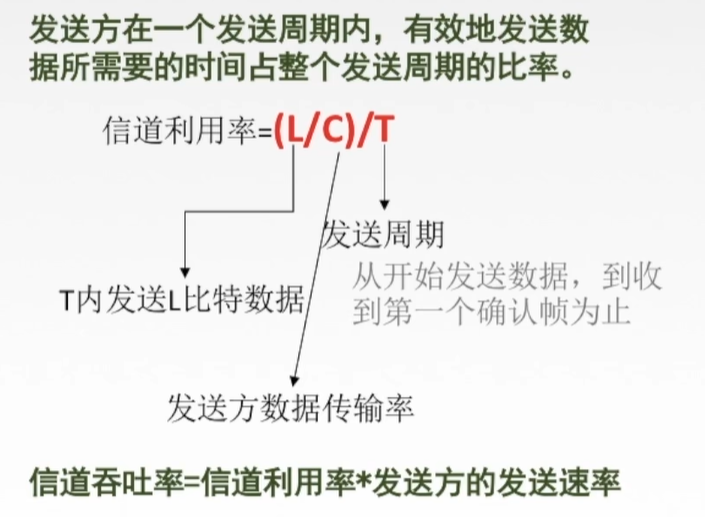 发送方在一个发送周期内，有效地发送数
据所需要的时间占整个发送周期的比率。
信道利用率=(L/C)/T
发送周期
从开始发送数据，到收
到第一个确认帧为止
T内发送L比特数据
发送方数据传输率
信道吞吐率=信道利用率*发送方的发送速率